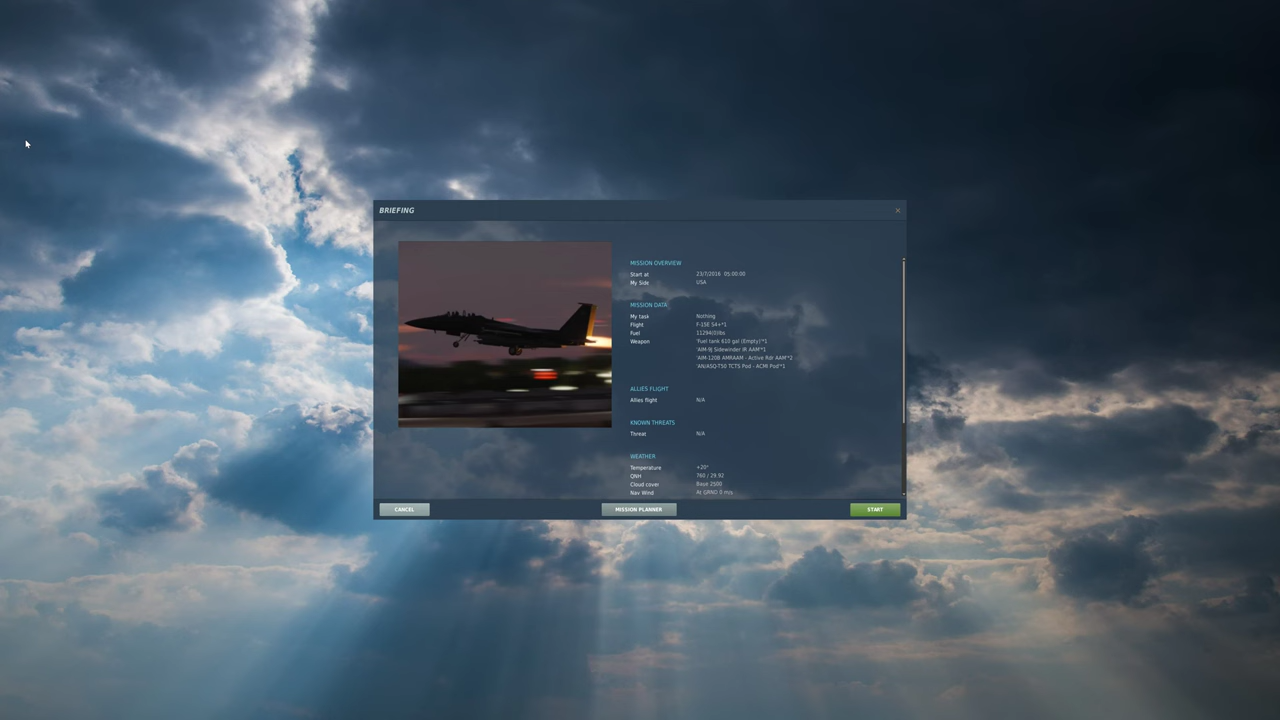 BRIEFING
MISSION OVERVIEW
Start at 23/7/2016 05:00:00
My Side USA
MISSION DATA
My task Nothing
Flight F-15E S4+*1
Fuel 11294(l)lbs
Weapon 'Fuel tank 610 gal (Empty)'*1
'AIM-9J Sidewinder IR AAM'*1
'AIM-120B AMRAAM - Active Rdr AAM'*2
'AN/ASQ-T50 TCTS Pod - ACMI Pod'*1
ALLIES FLIGHT
Allies flight N/A
KNOWN THREATS
Threat N/A
WEATHER
Temperature +20°
QNH 760 / 29.92
Cloud cover Base 2500
Nav Wind At GRND 0 m/s
CANCEL MISSION PLANNER START